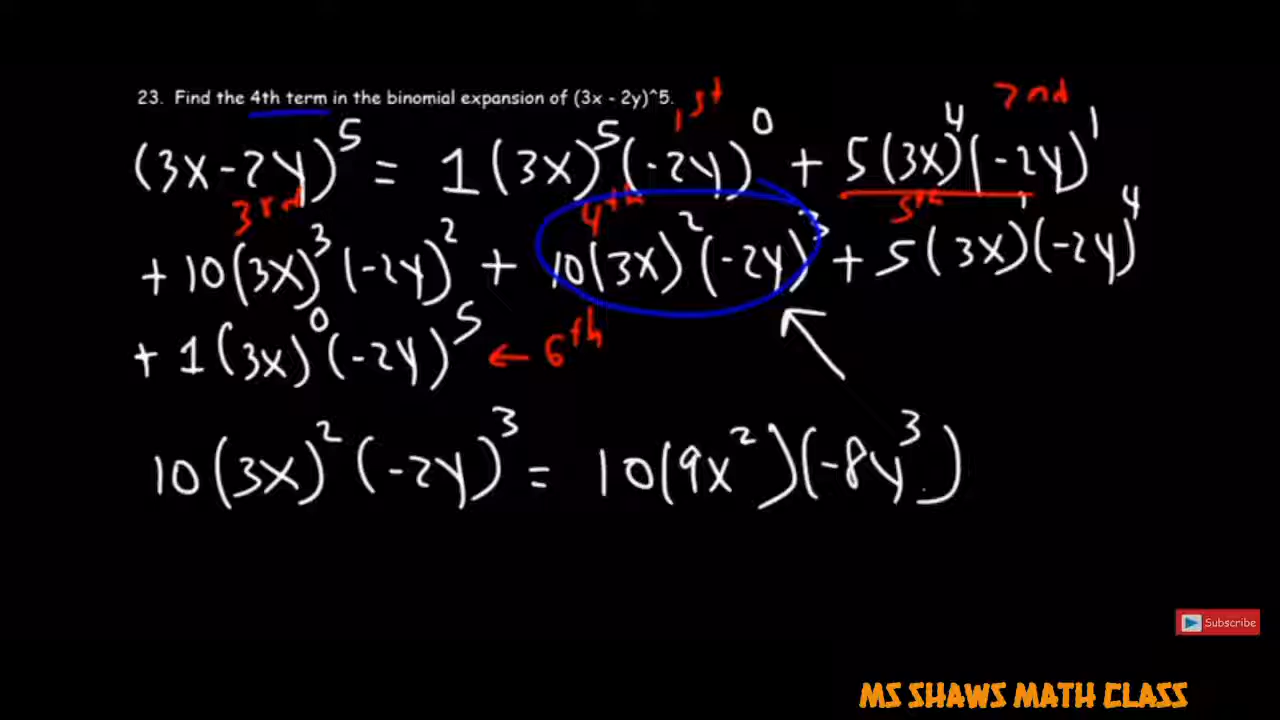 23. Find the 4th term in the binomial expansion of (3x - 2y)^5.
1st 2nd
(3x-2y)^5 = 1(3x)^5(-2y)^0 + 5(3x)^4(-2y)^1
3rd 4th 5th
+ 10(3x)^3(-2y)^2 + 10(3x)^2(-2y)^3 + 5(3x)^1(-2y)^4
+ 1(3x)^0(-2y)^5 ← 6th
10(3x)^2(-2y)^3 = 10(9x^2)(-8y^3)
Subscribe
MS SHAWS MATH CLASS